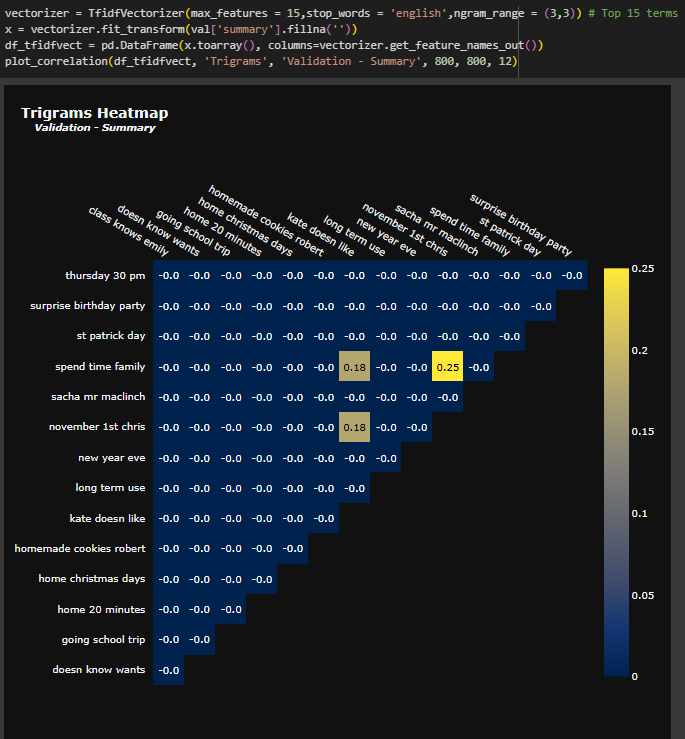 vectorizer = TfidfVectorizer(max_features = 15,stop_words = 'english',ngram_range = (3,3)) # Top 15 terms
x = vectorizer.fit_transform(val['summary'].fillna(''))
df_tfidfvect = pd.DataFrame(x.toarray(), columns=vectorizer.get_feature_names_out())
plot_correlation(df_tfidfvect, 'Trigrams', 'Validation - Summary', 800, 800, 12)
Trigrams Heatmap
Validation - Summary
class knows emily
doesn know wants
going school trip
home 20 minutes
home christmas days
homemade cookies robert
kate doesn like
long term use
new year eve
november 1st chris
sacha mr maclinch
spend time family
st patrick day
surprise birthday party
thursday 30 pm -0.0 -0.0 -0.0 -0.0 -0.0 -0.0 -0.0 -0.0 -0.0 -0.0 -0.0 -0.0 -0.0 -0.0
surprise birthday party -0.0 -0.0 -0.0 -0.0 -0.0 -0.0 -0.0 -0.0 -0.0 -0.0 -0.0 -0.0 -0.0
st patrick day -0.0 -0.0 -0.0 -0.0 -0.0 -0.0 -0.0 -0.0 -0.0 -0.0 -0.0 -0.0
spend time family -0.0 -0.0 -0.0 -0.0 -0.0 -0.0 0.18 -0.0 -0.0 0.25 -0.0
sacha mr maclinch -0.0 -0.0 -0.0 -0.0 -0.0 -0.0 -0.0 -0.0 -0.0 -0.0
november 1st chris -0.0 -0.0 -0.0 -0.0 -0.0 -0.0 0.18 -0.0 -0.0
new year eve -0.0 -0.0 -0.0 -0.0 -0.0 -0.0 -0.0 -0.0
long term use -0.0 -0.0 -0.0 -0.0 -0.0 -0.0 -0.0
kate doesn like -0.0 -0.0 -0.0 -0.0 -0.0 -0.0
homemade cookies robert -0.0 -0.0 -0.0 -0.0 -0.0
home christmas days -0.0 -0.0 -0.0 -0.0
home 20 minutes -0.0 -0.0 -0.0
going school trip -0.0 -0.0
doesn know wants -0.0
0.25
0.2
0.15
0.1
0.05
0